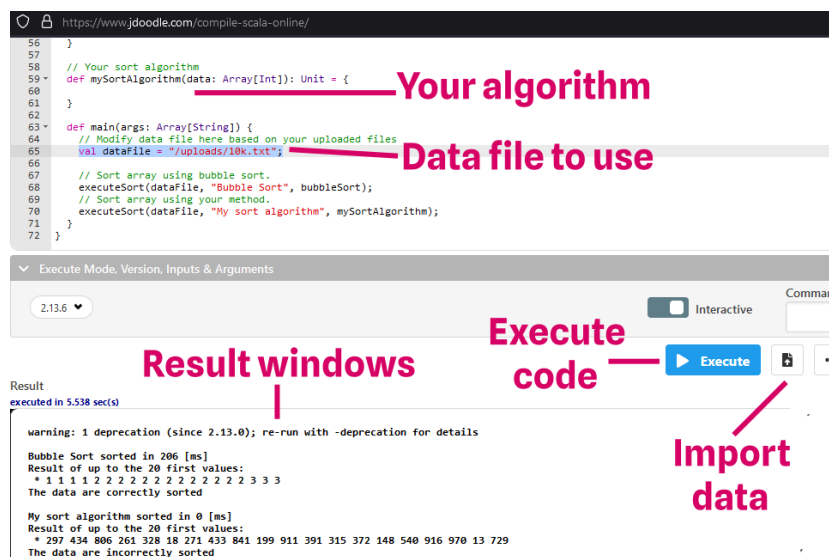 https://www.jdoodle.com/compile-scala-online/
56 }
57
58 // Your sort algorithm
59 def mySortAlgorithm(data: Array[Int]): Unit = {
Your algorithm
60
61 }
62
63 def main(args: Array[String]) {
64 // Modify data file here based on your uploaded files
65 val dataFile = "/uploads/10k.txt";
Data file to use
66
67 // Sort array using bubble sort.
68 executeSort(dataFile, "Bubble Sort", bubbleSort);
69 // Sort array using your method.
70 executeSort(dataFile, "My sort algorithm", mySortAlgorithm);
71 }
72 }
Execute Mode, Version, Inputs & Arguments
2.13.6
Interactive
Execute
code
Execute
Result windows
Result
executed in 5.538 sec(s)
Import
data
warning: 1 deprecation (since 2.13.0); re-run with -deprecation for details
Bubble Sort sorted in 206 [ms]
Result of up to the 20 first values:
* 1 1 1 1 2 2 2 2 2 2 2 2 2 2 2 2 2 3 3 3
The data are correctly sorted
My sort algorithm sorted in 0 [ms]
Result of up to the 20 first values:
* 297 434 806 261 328 18 271 433 841 199 911 391 315 372 148 540 916 970 13 729
The data are incorrectly sorted